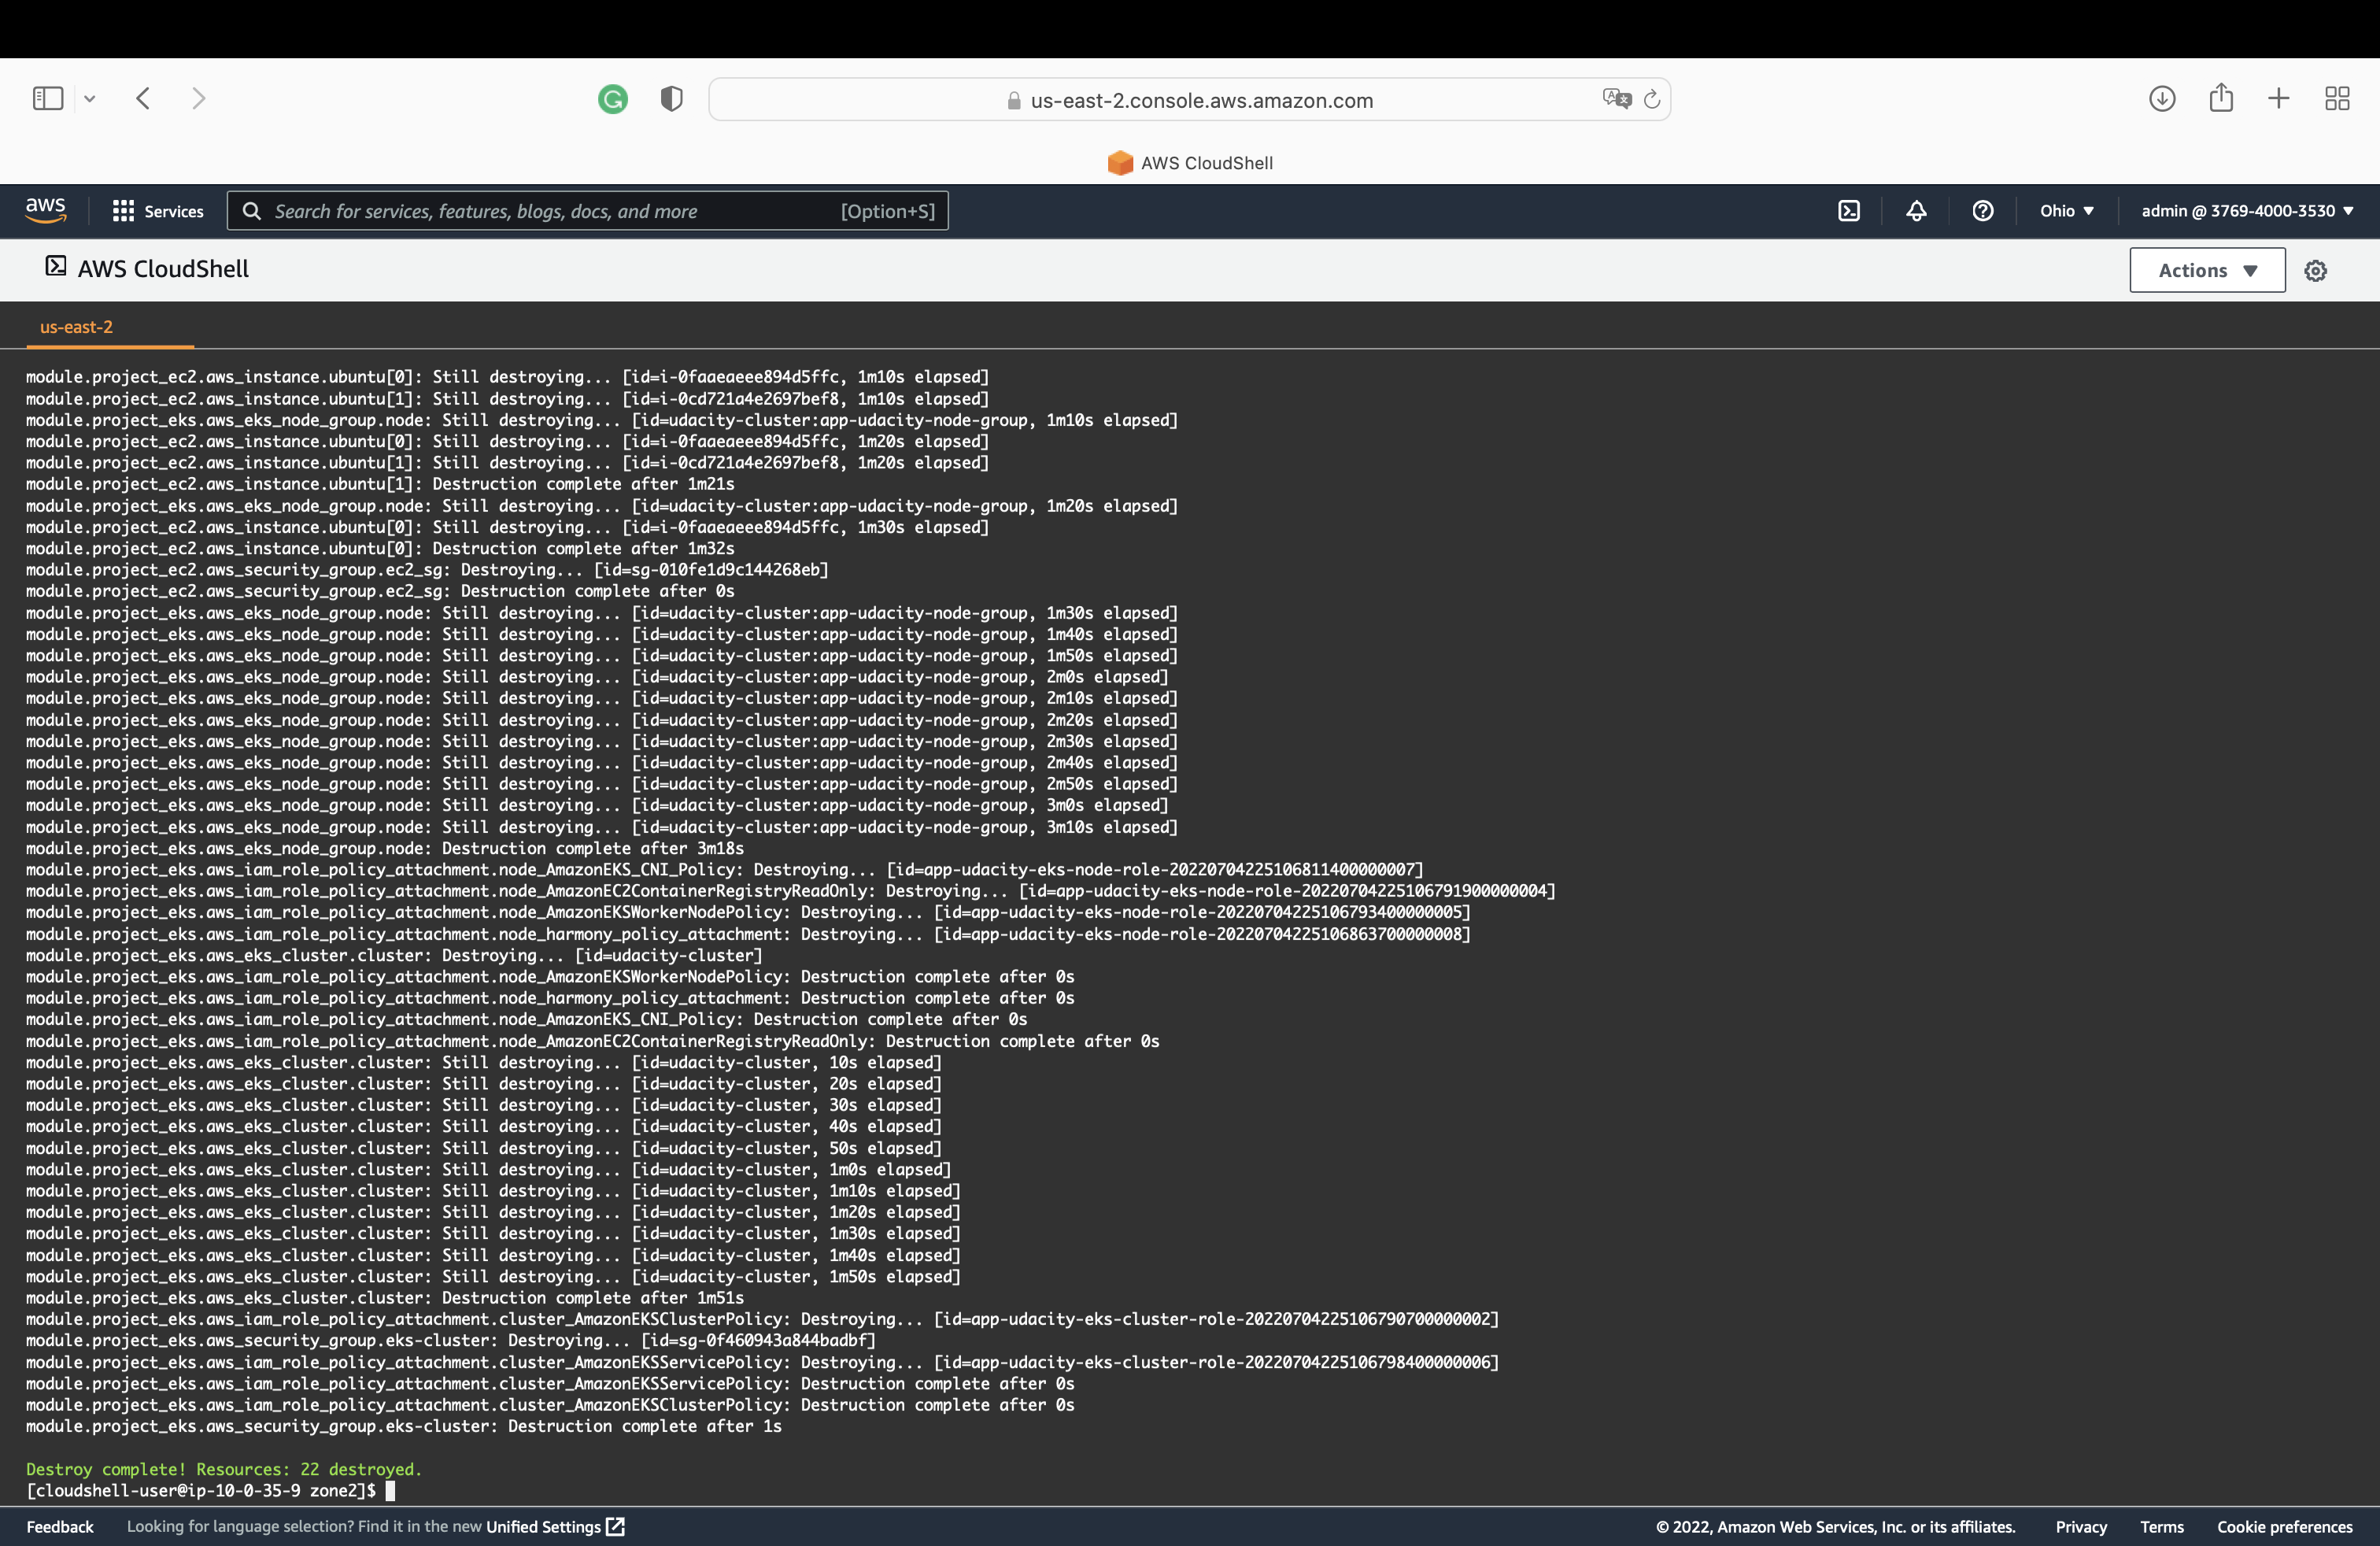 us-east-2.console.aws.amazon.com
AWS CloudShell
aws
Services
Search for services, features, blogs, docs, and more [Option+S]
Ohio
admin @ 3769-4000-3530
AWS CloudShell
Actions
us-east-2
module.project_ec2.aws_instance.ubuntu[0]: Still destroying... [id=i-0faaeaeee894d5ffc, 1m10s elapsed]
module.project_ec2.aws_instance.ubuntu[1]: Still destroying... [id=i-0cd721a4e2697bef8, 1m10s elapsed]
module.project_eks.aws_eks_node_group.node: Still destroying... [id=udacity-cluster:app-udacity-node-group, 1m10s elapsed]
module.project_ec2.aws_instance.ubuntu[0]: Still destroying... [id=i-0faaeaeee894d5ffc, 1m20s elapsed]
module.project_ec2.aws_instance.ubuntu[1]: Still destroying... [id=i-0cd721a4e2697bef8, 1m20s elapsed]
module.project_ec2.aws_instance.ubuntu[1]: Destruction complete after 1m21s
module.project_eks.aws_eks_node_group.node: Still destroying... [id=udacity-cluster:app-udacity-node-group, 1m20s elapsed]
module.project_ec2.aws_instance.ubuntu[0]: Still destroying... [id=i-0faaeaeee894d5ffc, 1m30s elapsed]
module.project_ec2.aws_instance.ubuntu[0]: Destruction complete after 1m32s
module.project_ec2.aws_security_group.ec2_sg: Destroying... [id=sg-010fe1d9c144268eb]
module.project_ec2.aws_security_group.ec2_sg: Destruction complete after 0s
module.project_eks.aws_eks_node_group.node: Still destroying... [id=udacity-cluster:app-udacity-node-group, 1m30s elapsed]
module.project_eks.aws_eks_node_group.node: Still destroying... [id=udacity-cluster:app-udacity-node-group, 1m40s elapsed]
module.project_eks.aws_eks_node_group.node: Still destroying... [id=udacity-cluster:app-udacity-node-group, 1m50s elapsed]
module.project_eks.aws_eks_node_group.node: Still destroying... [id=udacity-cluster:app-udacity-node-group, 2m0s elapsed]
module.project_eks.aws_eks_node_group.node: Still destroying... [id=udacity-cluster:app-udacity-node-group, 2m10s elapsed]
module.project_eks.aws_eks_node_group.node: Still destroying... [id=udacity-cluster:app-udacity-node-group, 2m20s elapsed]
module.project_eks.aws_eks_node_group.node: Still destroying... [id=udacity-cluster:app-udacity-node-group, 2m30s elapsed]
module.project_eks.aws_eks_node_group.node: Still destroying... [id=udacity-cluster:app-udacity-node-group, 2m40s elapsed]
module.project_eks.aws_eks_node_group.node: Still destroying... [id=udacity-cluster:app-udacity-node-group, 2m50s elapsed]
module.project_eks.aws_eks_node_group.node: Still destroying... [id=udacity-cluster:app-udacity-node-group, 3m0s elapsed]
module.project_eks.aws_eks_node_group.node: Still destroying... [id=udacity-cluster:app-udacity-node-group, 3m10s elapsed]
module.project_eks.aws_eks_node_group.node: Destruction complete after 3m18s
module.project_eks.aws_iam_role_policy_attachment.node_AmazonEKS_CNI_Policy: Destroying... [id=app-udacity-eks-node-role-20220704225106811400000007]
module.project_eks.aws_iam_role_policy_attachment.node_AmazonEC2ContainerRegistryReadOnly: Destroying... [id=app-udacity-eks-node-role-20220704225106791900000004]
module.project_eks.aws_iam_role_policy_attachment.node_AmazonEKSWorkerNodePolicy: Destroying... [id=app-udacity-eks-node-role-20220704225106793400000005]
module.project_eks.aws_iam_role_policy_attachment.node_harmony_policy_attachment: Destroying... [id=app-udacity-eks-node-role-20220704225106863700000008]
module.project_eks.aws_eks_cluster.cluster: Destroying... [id=udacity-cluster]
module.project_eks.aws_iam_role_policy_attachment.node_AmazonEKSWorkerNodePolicy: Destruction complete after 0s
module.project_eks.aws_iam_role_policy_attachment.node_harmony_policy_attachment: Destruction complete after 0s
module.project_eks.aws_iam_role_policy_attachment.node_AmazonEKS_CNI_Policy: Destruction complete after 0s
module.project_eks.aws_iam_role_policy_attachment.node_AmazonEC2ContainerRegistryReadOnly: Destruction complete after 0s
module.project_eks.aws_eks_cluster.cluster: Still destroying... [id=udacity-cluster, 10s elapsed]
module.project_eks.aws_eks_cluster.cluster: Still destroying... [id=udacity-cluster, 20s elapsed]
module.project_eks.aws_eks_cluster.cluster: Still destroying... [id=udacity-cluster, 30s elapsed]
module.project_eks.aws_eks_cluster.cluster: Still destroying... [id=udacity-cluster, 40s elapsed]
module.project_eks.aws_eks_cluster.cluster: Still destroying... [id=udacity-cluster, 50s elapsed]
module.project_eks.aws_eks_cluster.cluster: Still destroying... [id=udacity-cluster, 1m0s elapsed]
module.project_eks.aws_eks_cluster.cluster: Still destroying... [id=udacity-cluster, 1m10s elapsed]
module.project_eks.aws_eks_cluster.cluster: Still destroying... [id=udacity-cluster, 1m20s elapsed]
module.project_eks.aws_eks_cluster.cluster: Still destroying... [id=udacity-cluster, 1m30s elapsed]
module.project_eks.aws_eks_cluster.cluster: Still destroying... [id=udacity-cluster, 1m40s elapsed]
module.project_eks.aws_eks_cluster.cluster: Still destroying... [id=udacity-cluster, 1m50s elapsed]
module.project_eks.aws_eks_cluster.cluster: Destruction complete after 1m51s
module.project_eks.aws_iam_role_policy_attachment.cluster_AmazonEKSClusterPolicy: Destroying... [id=app-udacity-eks-cluster-role-20220704225106790700000002]
module.project_eks.aws_security_group.eks-cluster: Destroying... [id=sg-0f460943a844badbf]
module.project_eks.aws_iam_role_policy_attachment.cluster_AmazonEKSServicePolicy: Destroying... [id=app-udacity-eks-cluster-role-20220704225106798400000006]
module.project_eks.aws_iam_role_policy_attachment.cluster_AmazonEKSServicePolicy: Destruction complete after 0s
module.project_eks.aws_iam_role_policy_attachment.cluster_AmazonEKSClusterPolicy: Destruction complete after 0s
module.project_eks.aws_security_group.eks-cluster: Destruction complete after 1s
Destroy complete! Resources: 22 destroyed.
[cloudshell-user@ip-10-0-35-9 zone2]$
Feedback Looking for language selection? Find it in the new Unified Settings © 2022, Amazon Web Services, Inc. or its affiliates. Privacy Terms Cookie preferences